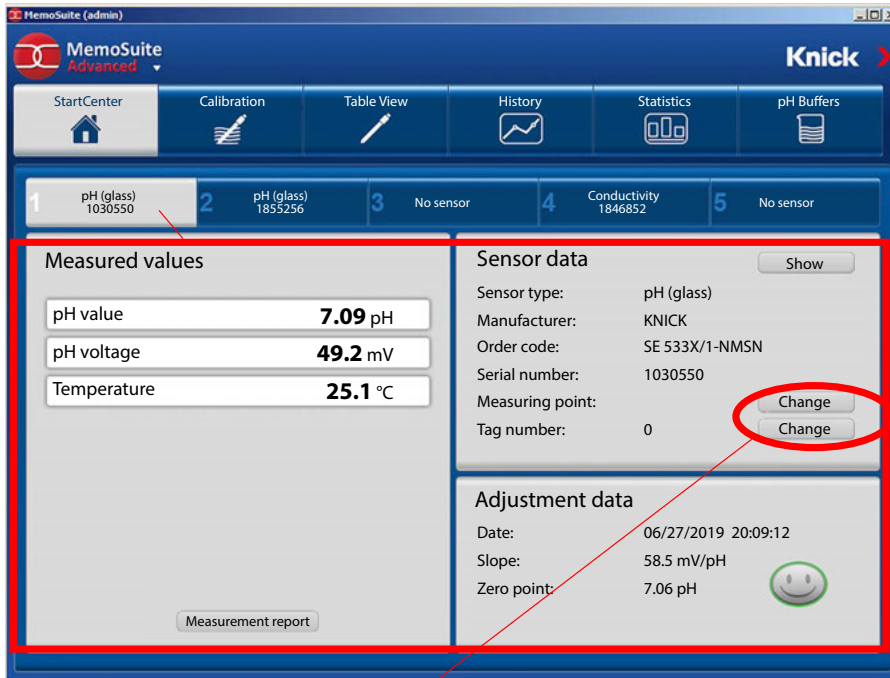 MemoSuite (admin)
MemoSuite
Advanced
Knick
StartCenter
Calibration
Table View
History
Statistics
pH Buffers
1 pH (glass)
1030550
2 pH (glass)
1855256
3 No sensor
4 Conductivity
1846852
5 No sensor
Measured values
pH value 7.09 pH
pH voltage 49.2 mV
Temperature 25.1 °C
Measurement report
Sensor data Show
Sensor type: pH (glass)
Manufacturer: KNICK
Order code: SE 533X/1-NMSN
Serial number: 1030550
Measuring point: Change
Tag number: 0 Change
Adjustment data
Date: 06/27/2019 20:09:12
Slope: 58.5 mV/pH
Zero point: 7.06 pH